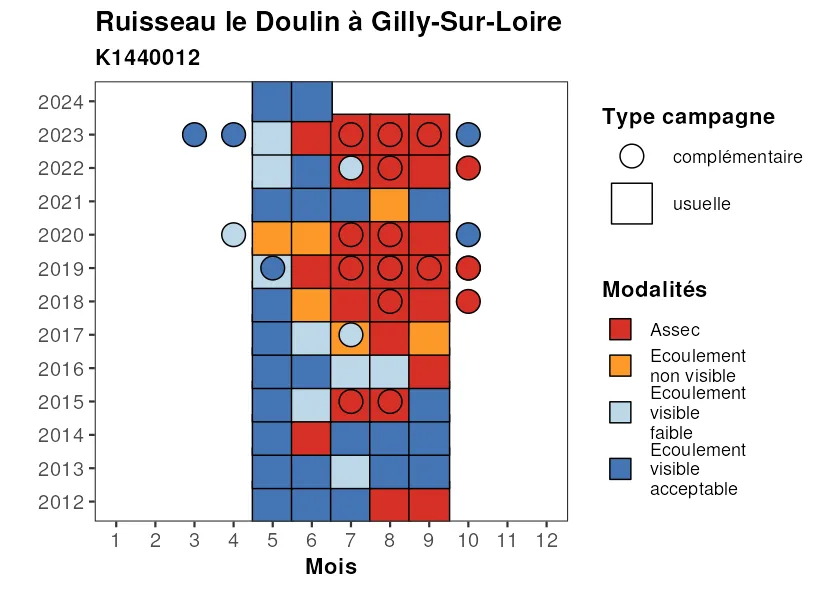 Ruisseau le Doulin à Gilly-Sur-Loire
K1440012
2024
2023
2022
2021
2020
2019
2018
2017
2016
2015
2014
2013
2012
1 2 3 4 5 6 7 8 9 10 11 12
Mois
Type campagne
complémentaire
usuelle
Modalités
Assec
Ecoulement
non visible
Ecoulement
visible
faible
Ecoulement
visible
acceptable